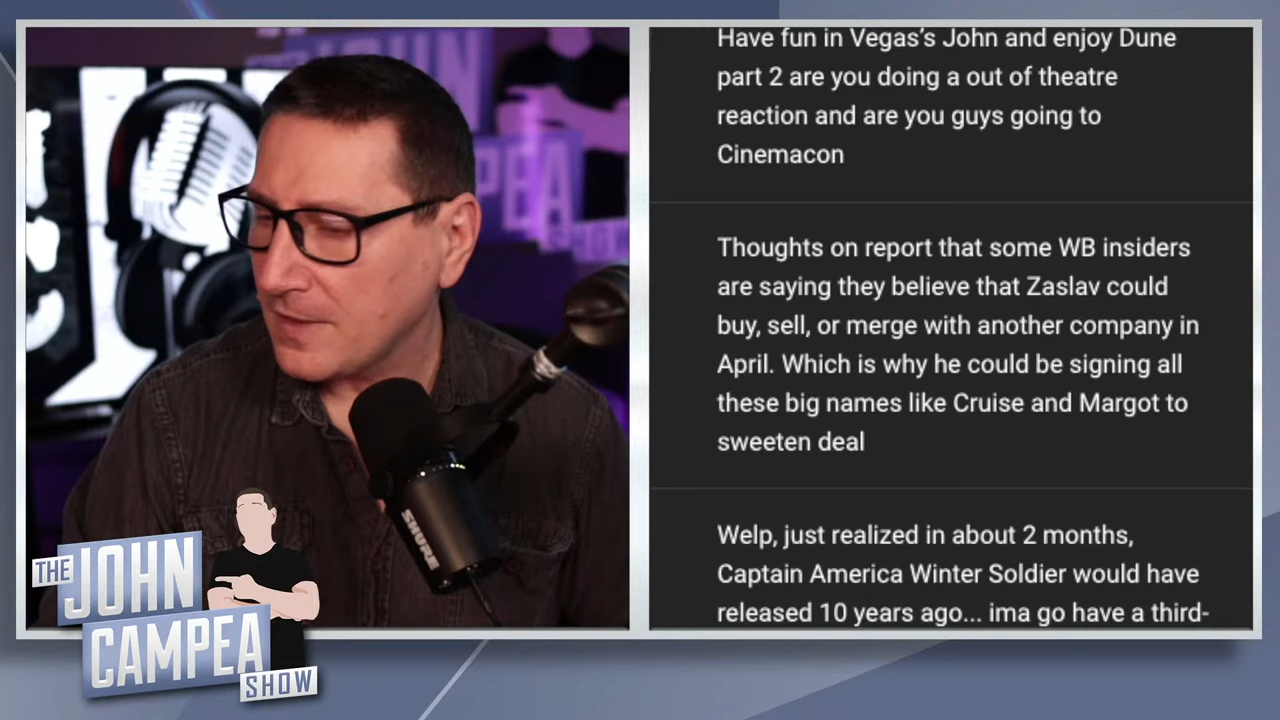 Have fun in Vegas's John and enjoy Dune
part 2 are you doing a out of theatre
reaction and are you guys going to
Cinemacon
Thoughts on report that some WB insiders
are saying they believe that Zaslav could
buy, sell, or merge with another company in
April. Which is why he could be signing all
these big names like Cruise and Margot to
sweeten deal
Welp, just realized in about 2 months,
Captain America Winter Soldier would have
released 10 years ago... ima go have a third-
SHURE
THE
JOHN
CAMPEA
SHOW